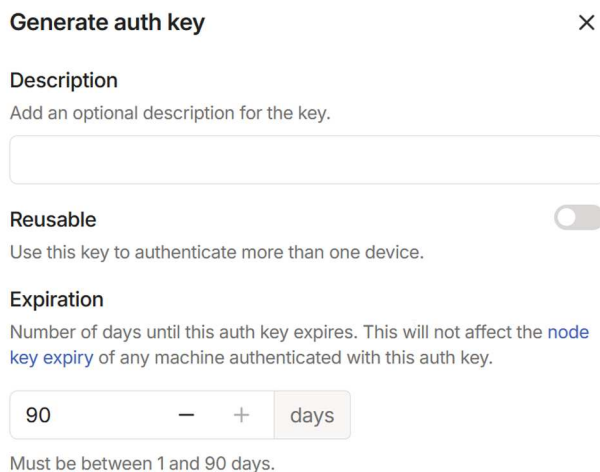 Generate auth key
Description
Add an optional description for the key.
Reusable
Use this key to authenticate more than one device.
Expiration
Number of days until this auth key expires. This will not affect the node
key expiry of any machine authenticated with this auth key.
90 − + days
Must be between 1 and 90 days.